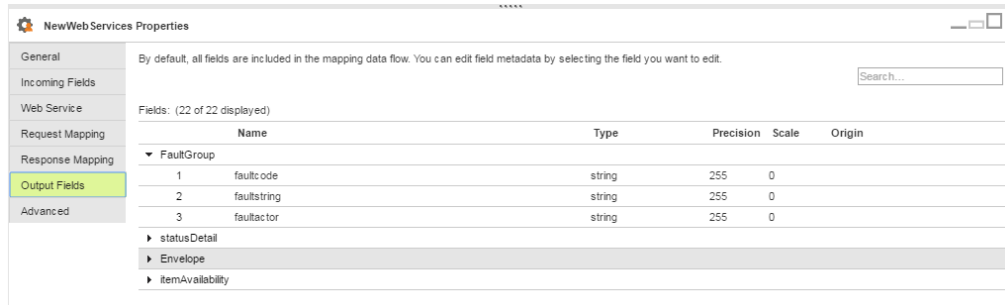 NewWebServices Properties
General
Incoming Fields
Web Service
Request Mapping
Response Mapping
Output Fields
Advanced
By default, all fields are included in the mapping data flow. You can edit field metadata by selecting the field you want to edit.
Search...
Fields: (22 of 22 displayed)
Name Type Precision Scale Origin
FaultGroup
1 faultcode string 255 0
2 faultstring string 255 0
3 faultactor string 255 0
statusDetail
Envelope
itemAvailability